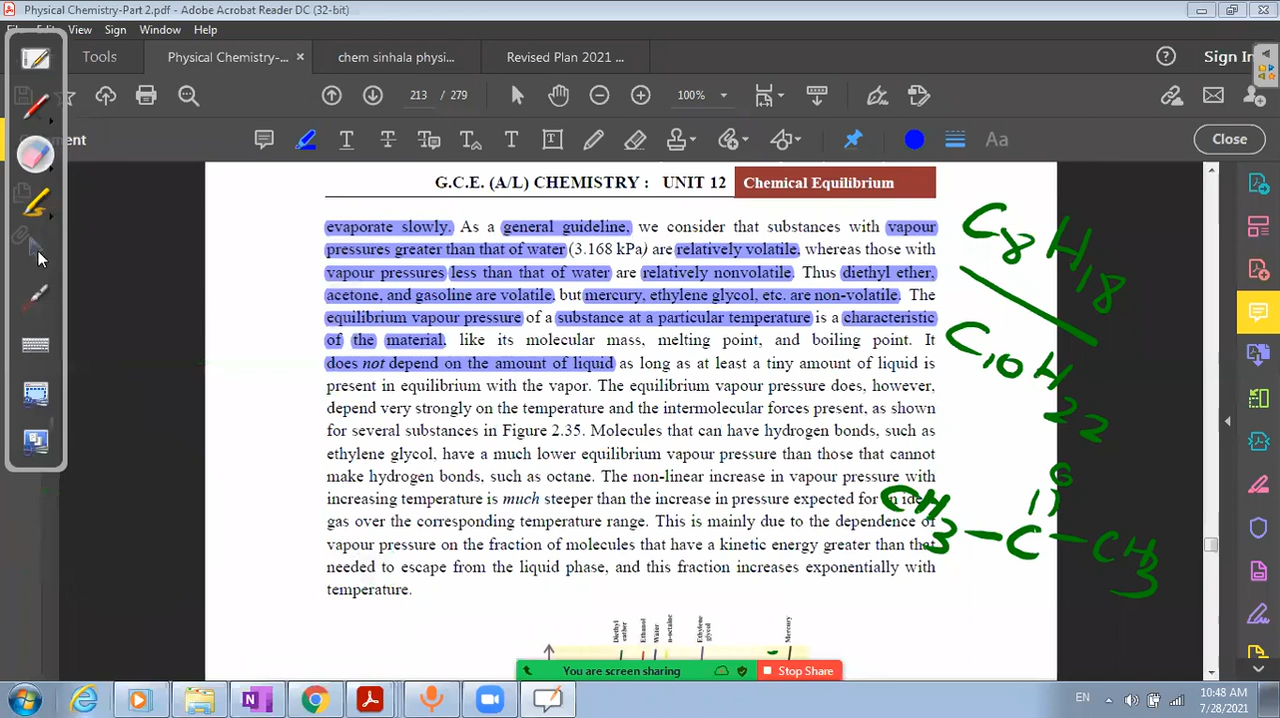 Physical Chemistry-Part 2.pdf - Adobe Acrobat Reader DC (32-bit)
View Sign Window Help
Tools Physical Chemistry-... × chem sinhala physi... Revised Plan 2021 ... Sign In
213 / 279 100%
ment Aa Close
G.C.E. (A/L) CHEMISTRY : UNIT 12 Chemical Equilibrium
evaporate slowly. As a general guideline, we consider that substances with vapour
pressures greater than that of water (3.168 kPa) are relatively volatile, whereas those with
vapour pressures less than that of water are relatively nonvolatile. Thus diethyl ether,
acetone, and gasoline are volatile, but mercury, ethylene glycol, etc. are non-volatile. The
equilibrium vapour pressure of a substance at a particular temperature is a characteristic
of the material, like its molecular mass, melting point, and boiling point. It
does not depend on the amount of liquid as long as at least a tiny amount of liquid is
present in equilibrium with the vapor. The equilibrium vapour pressure does, however,
depend very strongly on the temperature and the intermolecular forces present, as shown
for several substances in Figure 2.35. Molecules that can have hydrogen bonds, such as
ethylene glycol, have a much lower equilibrium vapour pressure than those that cannot
make hydrogen bonds, such as octane. The non-linear increase in vapour pressure with
increasing temperature is much steeper than the increase in pressure expected for
gas over the corresponding temperature range. This is mainly due to the dependence of
vapour pressure on the fraction of molecules that have a kinetic energy greater than that
needed to escape from the liquid phase, and this fraction increases exponentially with
temperature.
C8H18
C10H22
O
CH3-C-CH3
Diethyl
eather
Ethanol
Water
n-octaine
Ethylene
glycol
Mercury
You are screen sharing Stop Share
EN 10:48 AM
7/28/2021